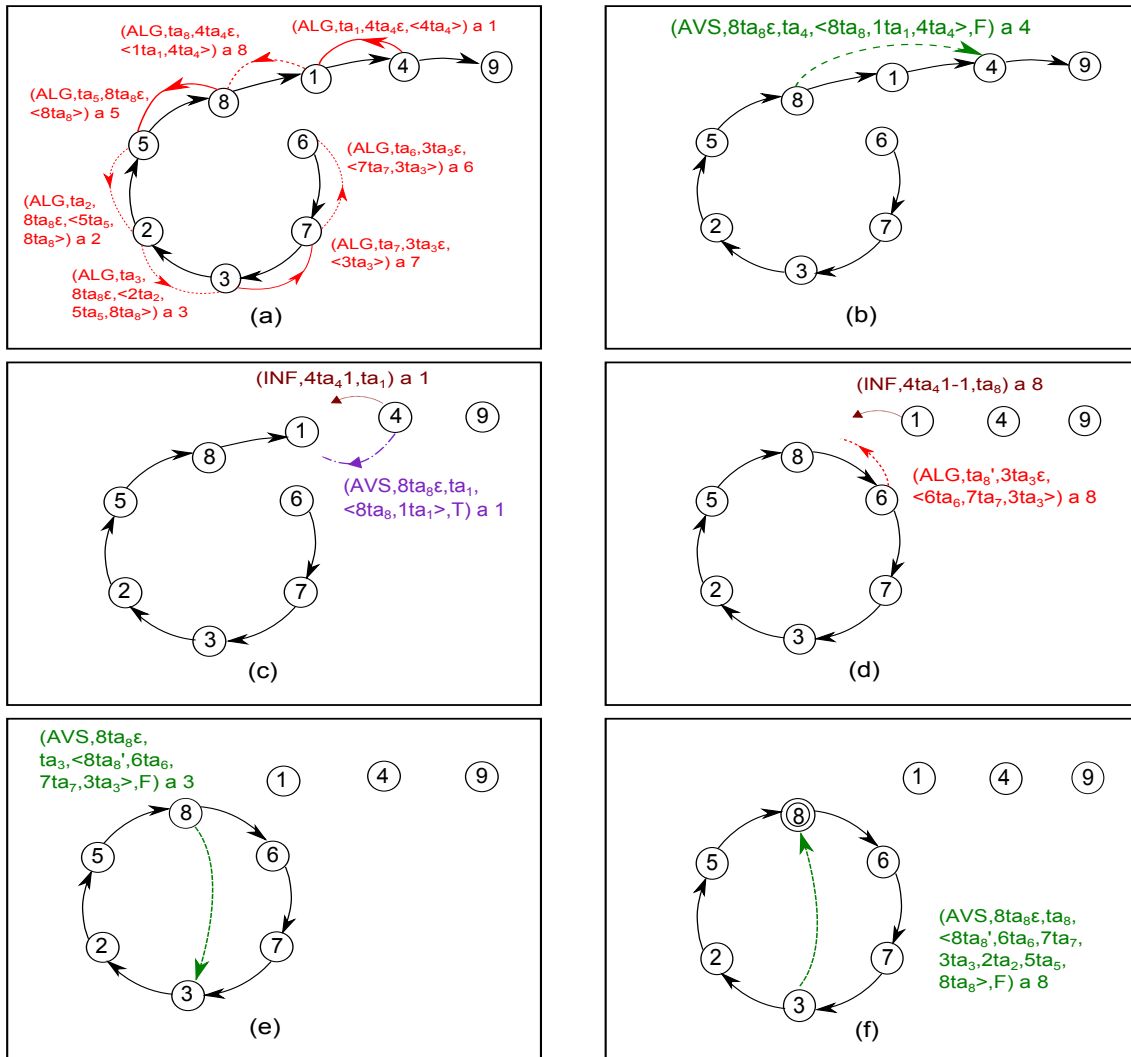 (ALG,ta₈,4ta₄ε,
<1ta₁,4ta₄>) a 8
(ALG,ta₁,4ta₄ε,<4ta₄>) a 1
(ALG,ta₅,8ta₈ε,
<8ta₈>) a 5
8
1
4
9
5
6
(ALG,ta₆,3ta₃ε,
<7ta₇,3ta₃>) a 6
(ALG,ta₂,
8ta₈ε,<5ta₅,
8ta₈>) a 2
2
7
(ALG,ta₇,3ta₃ε,
<3ta₃>) a 7
(ALG,ta₃,
8ta₈ε,<2ta₂,
5ta₅,8ta₈>) a 3
3
(a)
(AVS,8ta₈ε,ta₄,<8ta₈,1ta₁,4ta₄>,F) a 4
8
1
4
9
5
6
2
7
3
(b)
(INF,4ta₄1,ta₁) a 1
4
9
1
8
(AVS,8ta₈ε,ta₁,
<8ta₈,1ta₁>,T) a 1
5
6
2
7
3
(c)
(INF,4ta₄1-1,ta₈) a 8
1
4
9
8
(ALG,ta₈',3ta₃ε,
<6ta₆,7ta₇,3ta₃>) a 8
5
6
2
7
3
(d)
(AVS,8ta₈ε,
ta₃,<8ta₈',6ta₆,
7ta₇,3ta₃>,F) a 3
1
4
9
8
5
6
2
7
3
(e)
1
4
9
8
5
6
(AVS,8ta₈ε,ta₈,
<8ta₈',6ta₆,7ta₇,
3ta₃,2ta₂,5ta₅,
8ta₈>,F) a 8
2
7
3
(f)